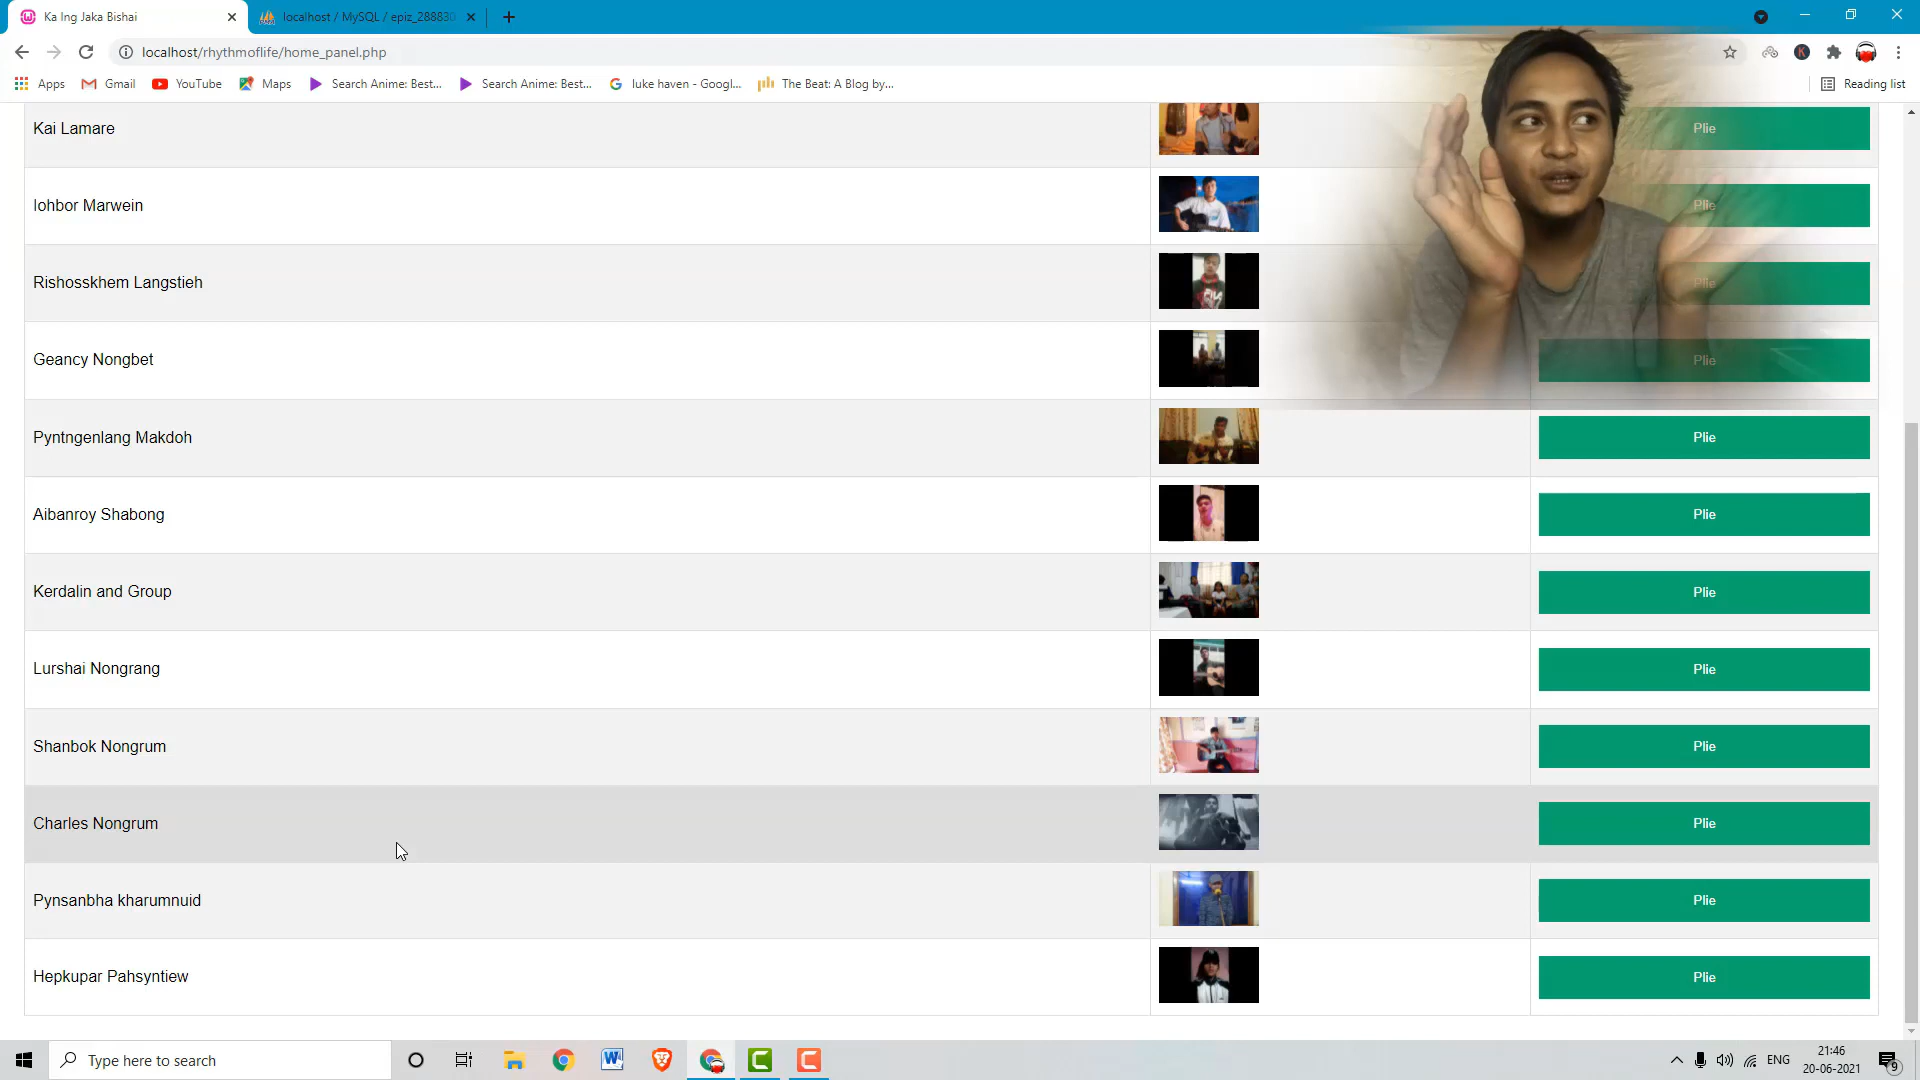 Ka Ing Jaka Bishai
localhost / MySQL / epiz_288830
localhost/rhythmoflife/home_panel.php
Apps Gmail YouTube Maps Search Anime: Best... Search Anime: Best... luke haven - Googl... The Beat: A Blog by... Reading list
Kai Lamare Plie
Iohbor Marwein Plie
Rishosskhem Langstieh Plie
Geancy Nongbet Plie
Pyntngenlang Makdoh Plie
Aibanroy Shabong Plie
Kerdalin and Group Plie
Lurshai Nongrang Plie
Shanbok Nongrum Plie
Charles Nongrum Plie
Pynsanbha kharumnuid Plie
Hepkupar Pahsyntiew Plie
Type here to search
ENG
21:46
20-06-2021
9